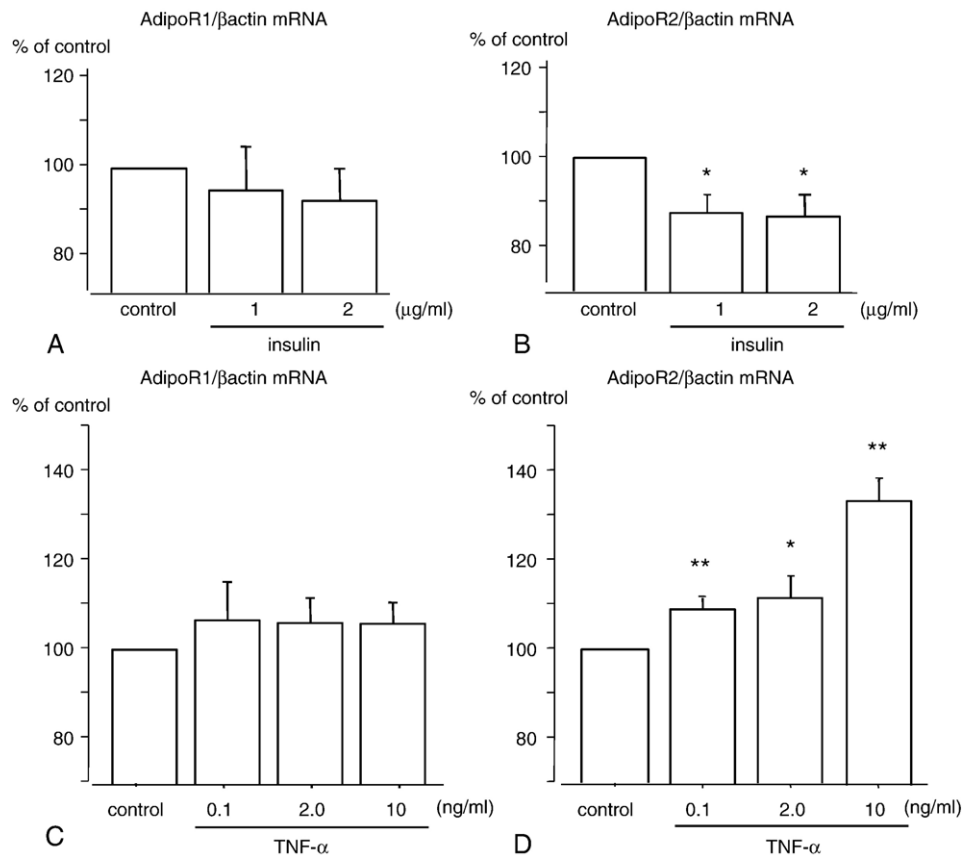 AdipoR1/βactin mRNA
% of control
120
100
80
control 1 2 (μg/ml)
insulin
A
AdipoR2/βactin mRNA
% of control
120
100
80
* *
control 1 2 (μg/ml)
insulin
B
AdipoR1/βactin mRNA
% of control
140
120
100
80
control 0.1 2.0 10 (ng/ml)
TNF-α
C
AdipoR2/βactin mRNA
% of control
140
120
100
80
** * **
control 0.1 2.0 10 (ng/ml)
TNF-α
D